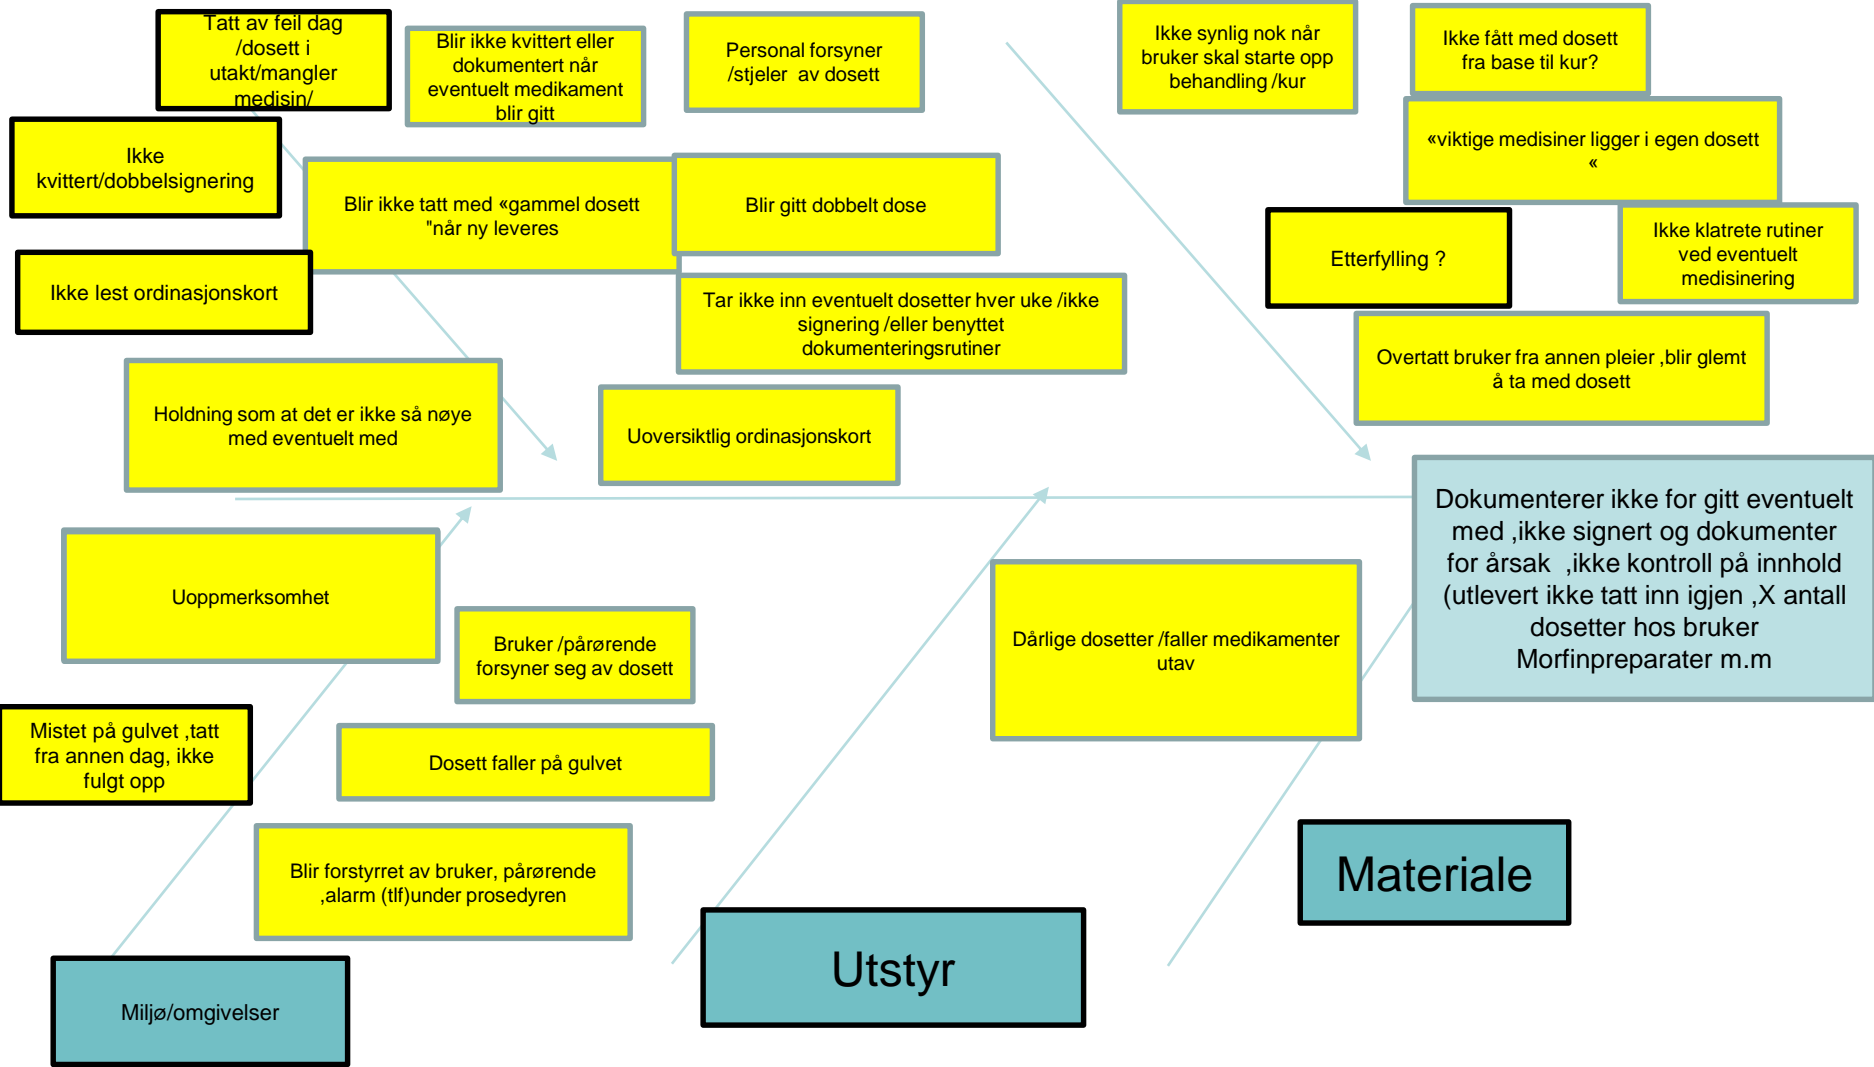 Tatt av feil dag
/dosett i
utakt/mangler
medisin/
Blir ikke kvittert eller
dokumentert når
eventuelt medikament
blir gitt
Personal forsyner
/stjeler  av dosett
Ikke synlig nok når
bruker skal starte opp
behandling /kur
Ikke fått med dosett
fra base til kur?
Ikke
kvittert/dobbelsignering
«viktige medisiner ligger i egen dosett
«
Blir ikke tatt med «gammel dosett
"når ny leveres
Blir gitt dobbelt dose
Etterfylling ?
Ikke klatrete rutiner
ved eventuelt
medisinering
Ikke lest ordinasjonskort
Tar ikke inn eventuelt dosetter hver uke /ikke
signering /eller benyttet
dokumenteringsrutiner
Overtatt bruker fra annen pleier ,blir glemt
å ta med dosett
Holdning som at det er ikke så nøye
med eventuelt med
Uoversiktlig ordinasjonskort
Dokumenterer ikke for gitt eventuelt
med ,ikke signert og dokumenter
for årsak  ,ikke kontroll på innhold
(utlevert ikke tatt inn igjen ,X antall
dosetter hos bruker
Morfinpreparater m.m
Uoppmerksomhet
Bruker /pårørende
forsyner seg av dosett
Dårlige dosetter /faller medikamenter
utav
Mistet på gulvet ,tatt
fra annen dag, ikke
fulgt opp
Dosett faller på gulvet
Blir forstyrret av bruker, pårørende
,alarm (tlf)under prosedyren
Materiale
Utstyr
Miljø/omgivelser